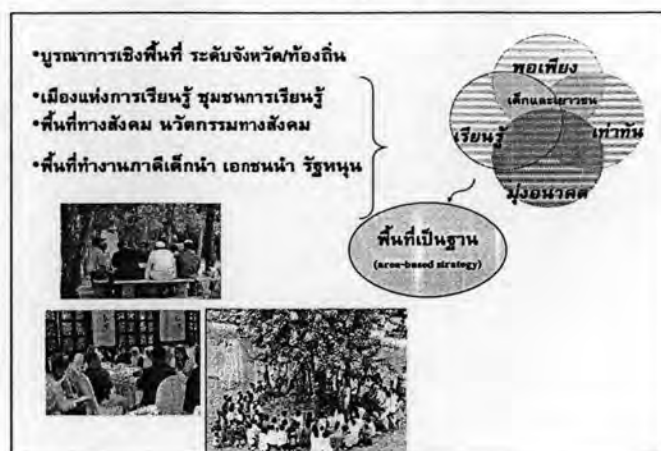 •บูรณาการเชิงพื้นที่ ระดับจังหวัด/ท้องถิ่น
•เมืองแห่งการเรียนรู้ ชุมชนการเรียนรู้
•พื้นที่ทางสังคม นวัตกรรมทางสังคม
•พื้นที่ทำงานภาคีเด็กนำ เอกชนนำ รัฐหนุน
พอเพียง
เด็กและเยาวชน
เรียนรู้
เท่าทัน
มุ่งอนาคต
พื้นที่เป็นฐาน
(area-based strategy)